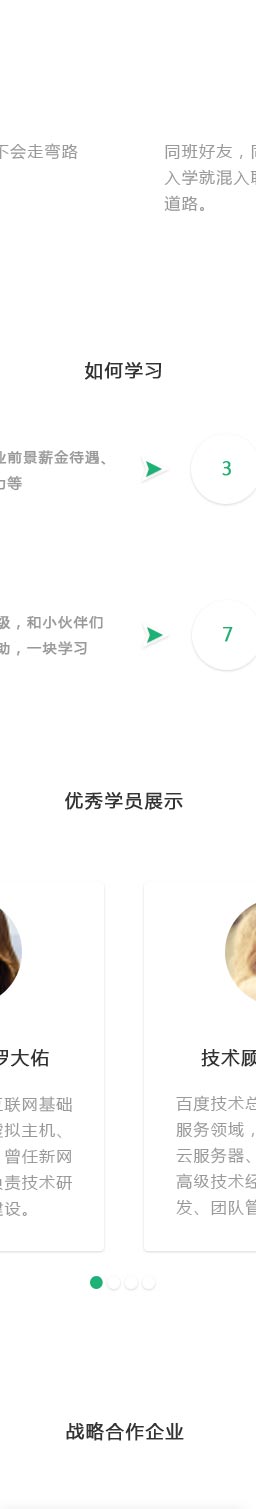 不会走弯路
同班好友，
入学就混入
道路。
如何学习
业前景薪金待遇、
力等
3
级，和小伙伴们
助，一块学习
7
优秀学员展示
罗大佑
互联网基础
虚拟主机、
曾任新网
负责技术研
建设。
技术顾
百度技术总
服务领域，
云服务器、
高级技术经
发、团队管
战略合作企业